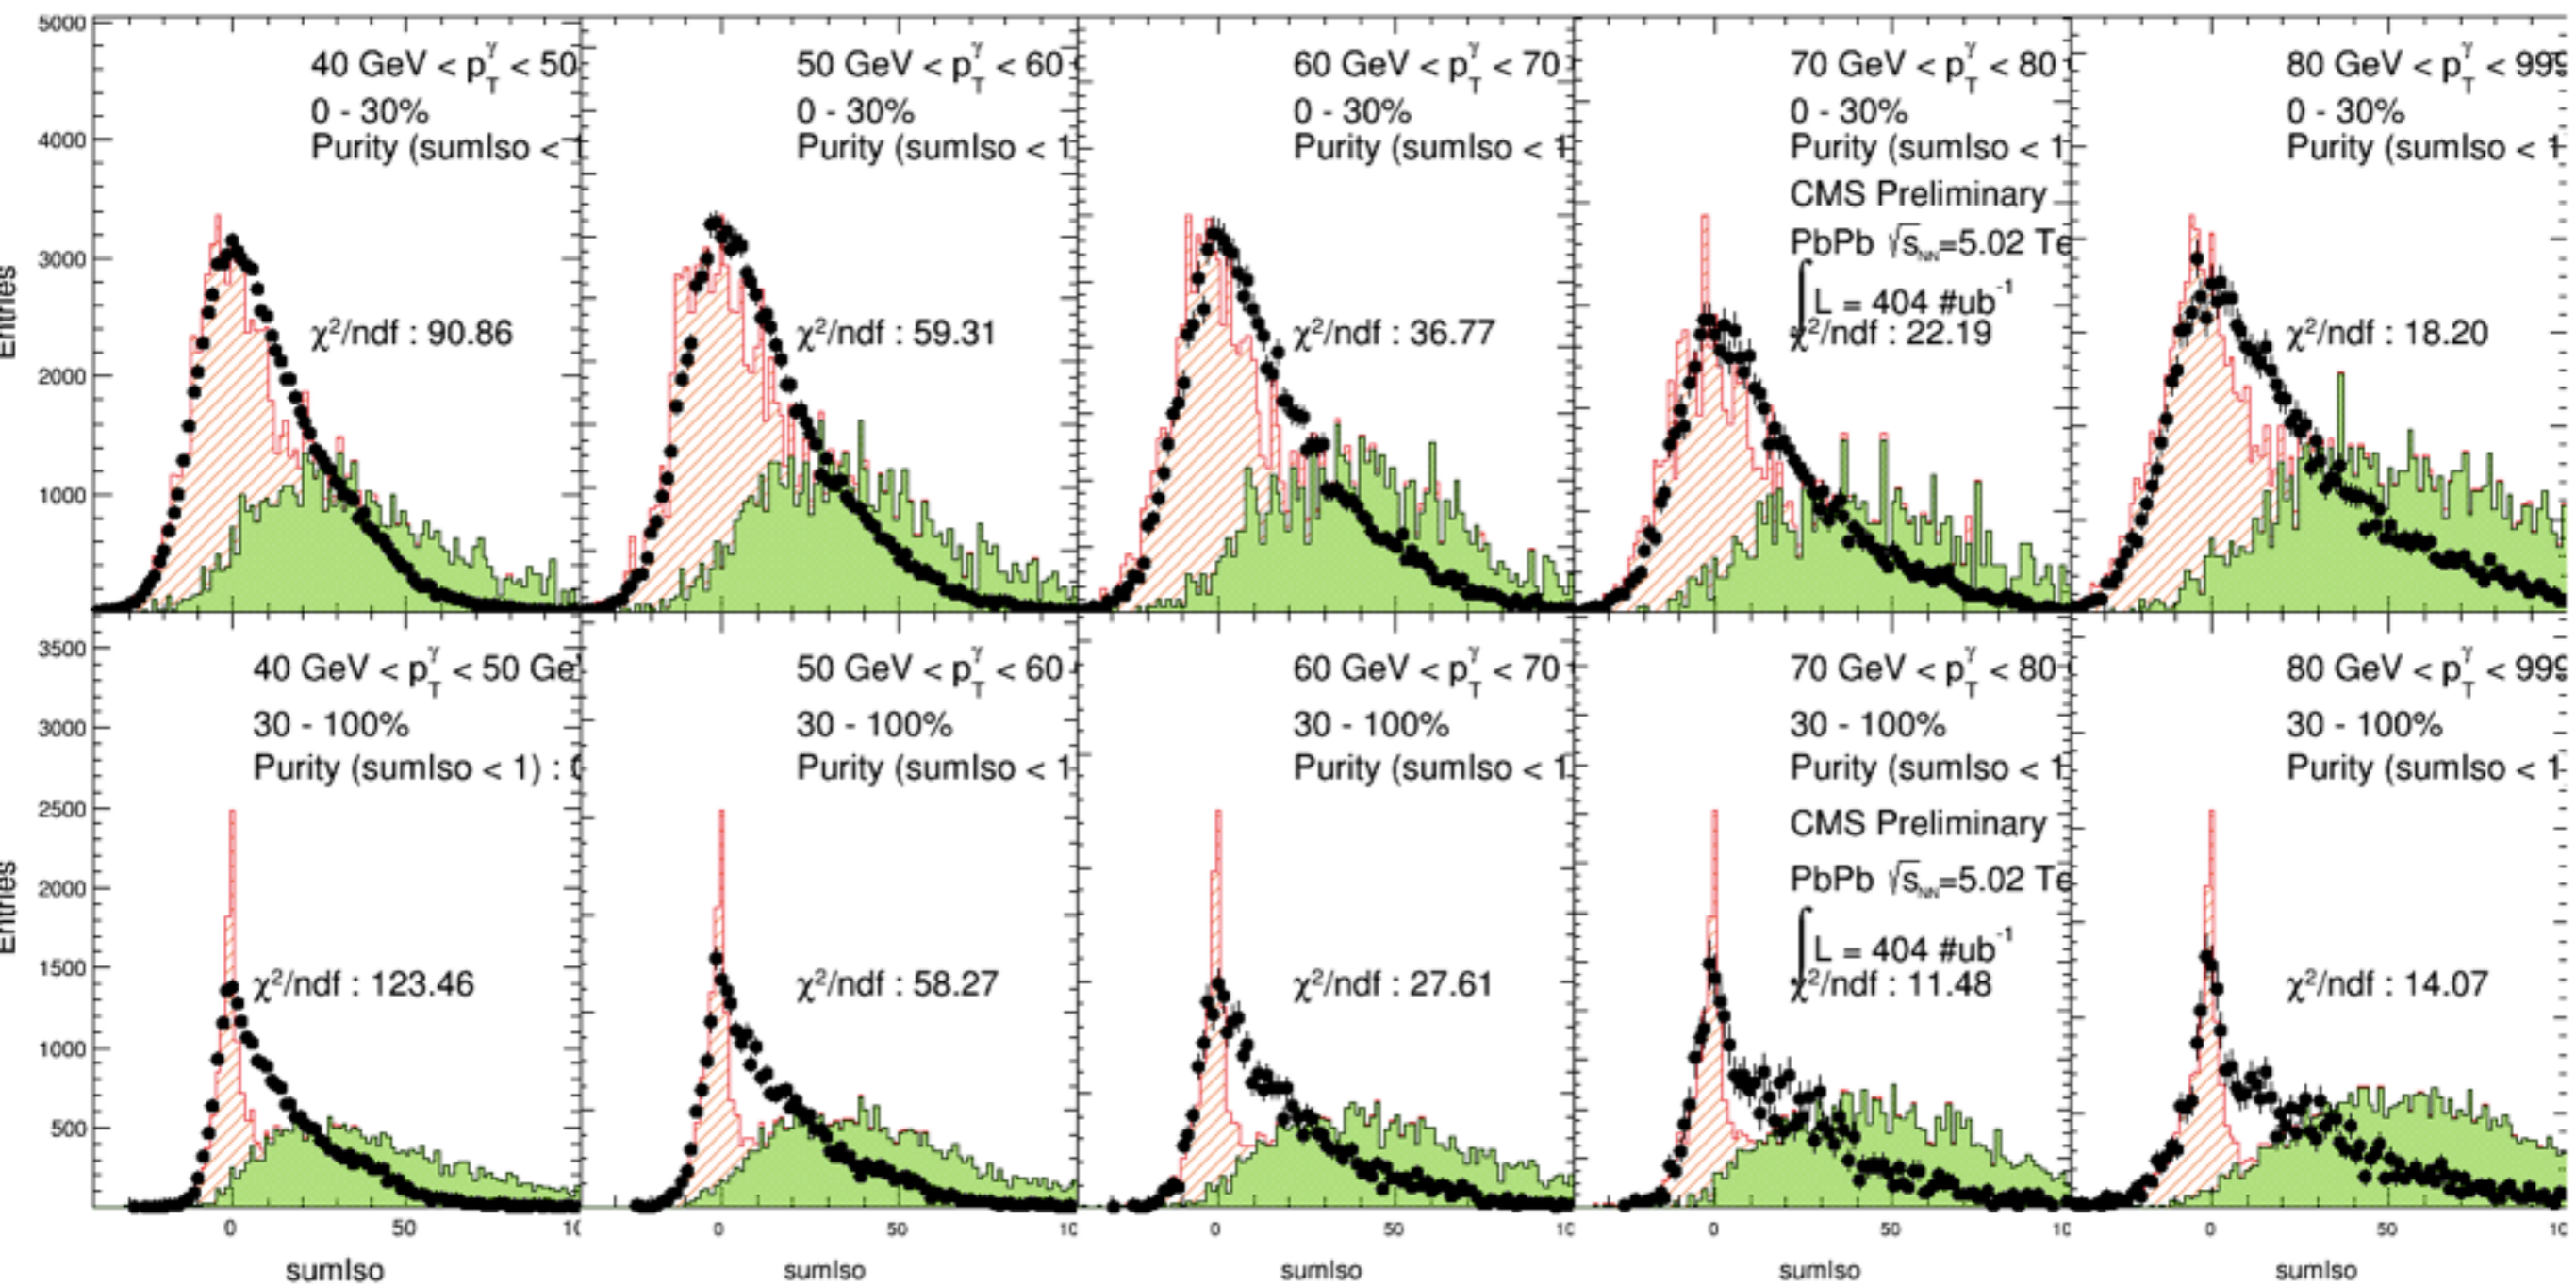 5000
4000
3000
2000
1000
Entries
40 GeV < p_T^γ < 50
0 - 30%
Purity (sumIso < 1
χ²/ndf : 90.86
50 GeV < p_T^γ < 60
0 - 30%
Purity (sumIso < 1
χ²/ndf : 59.31
60 GeV < p_T^γ < 70
0 - 30%
Purity (sumIso < 1
χ²/ndf : 36.77
70 GeV < p_T^γ < 80
0 - 30%
Purity (sumIso < 1
CMS Preliminary
PbPb √s_NN=5.02 Te
∫L = 404 #ub⁻¹
χ²/ndf : 22.19
80 GeV < p_T^γ < 999
0 - 30%
Purity (sumIso < 1
χ²/ndf : 18.20
3500
3000
2500
2000
1500
1000
500
Entries
40 GeV < p_T^γ < 50 Ge
30 - 100%
Purity (sumIso < 1) :
χ²/ndf : 123.46
50 GeV < p_T^γ < 60
30 - 100%
Purity (sumIso < 1
χ²/ndf : 58.27
60 GeV < p_T^γ < 70
30 - 100%
Purity (sumIso < 1
χ²/ndf : 27.61
70 GeV < p_T^γ < 80
30 - 100%
Purity (sumIso < 1
CMS Preliminary
PbPb √s_NN=5.02 Te
∫L = 404 #ub⁻¹
χ²/ndf : 11.48
80 GeV < p_T^γ < 999
30 - 100%
Purity (sumIso < 1
χ²/ndf : 14.07
0 50 10 0 50 10 0 50 10 0 50 10 0 50 10
sumIso sumIso sumIso sumIso sumIso